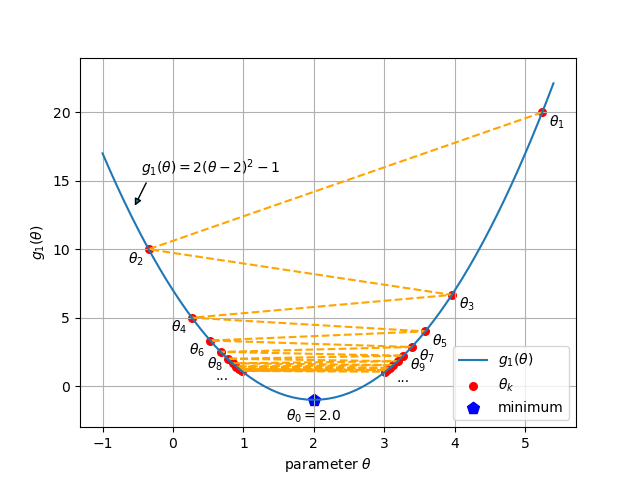 g₁(θ) = 2(θ − 2)² − 1
θ₁
θ₂
θ₃
θ₄
θ₅
θ₆
θ₇
θ₈
θ₉
...
...
θ₀ = 2.0
g₁(θ)
θₖ
minimum
20
15
10
5
0
g₁(θ)
−1 0 1 2 3 4 5
parameter θ